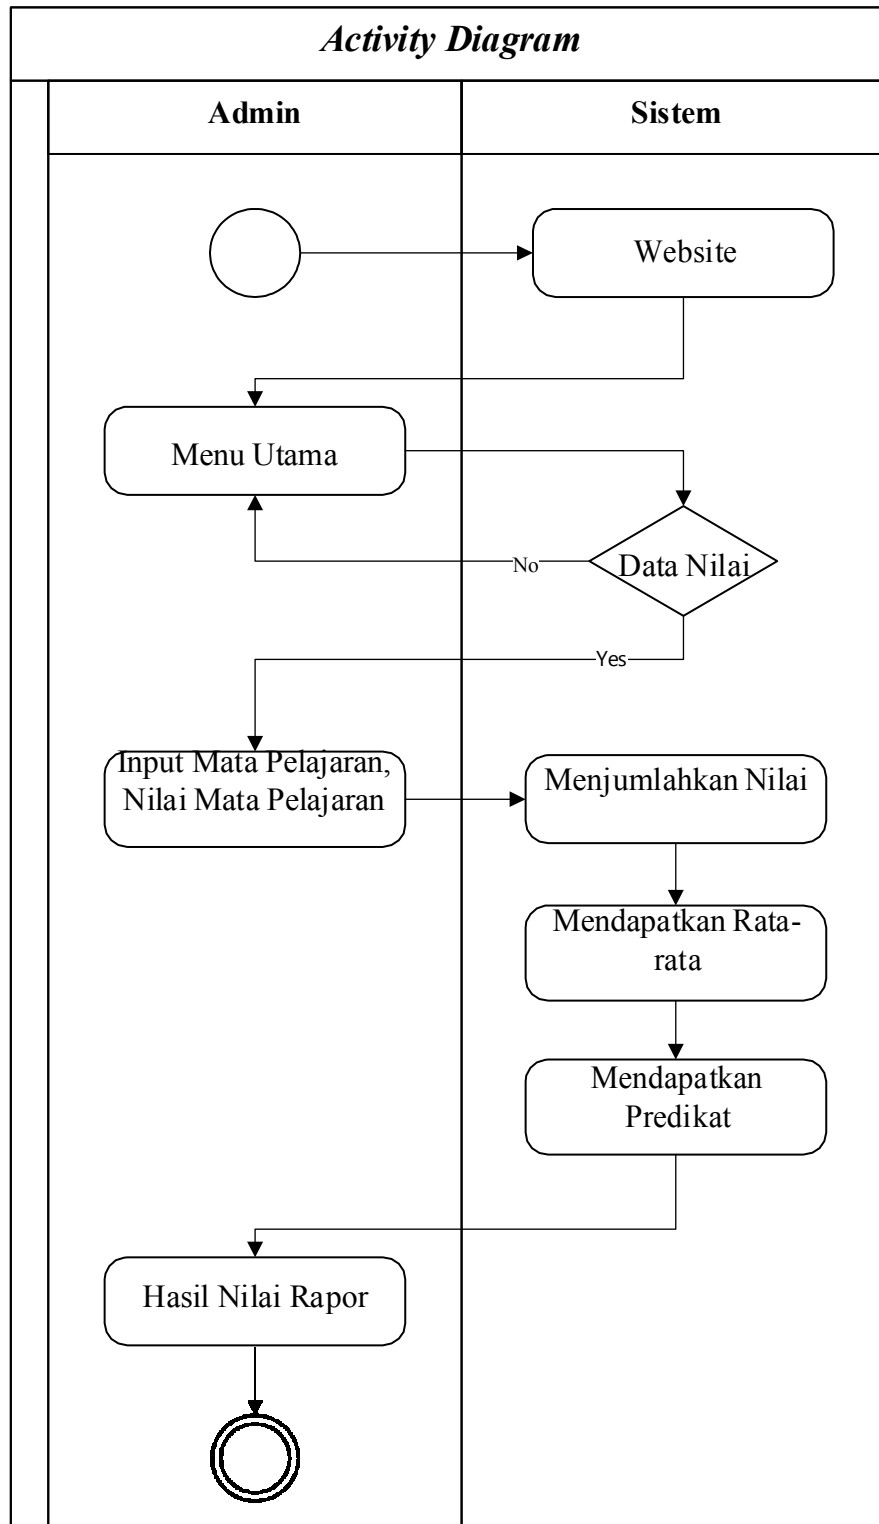 Activity Diagram
Admin
Sistem
Website
Menu Utama
No
Data Nilai
Yes
Input Mata Pelajaran,
Nilai Mata Pelajaran
Menjumlahkan Nilai
Mendapatkan Rata-
rata
Mendapatkan
Predikat
Hasil Nilai Rapor